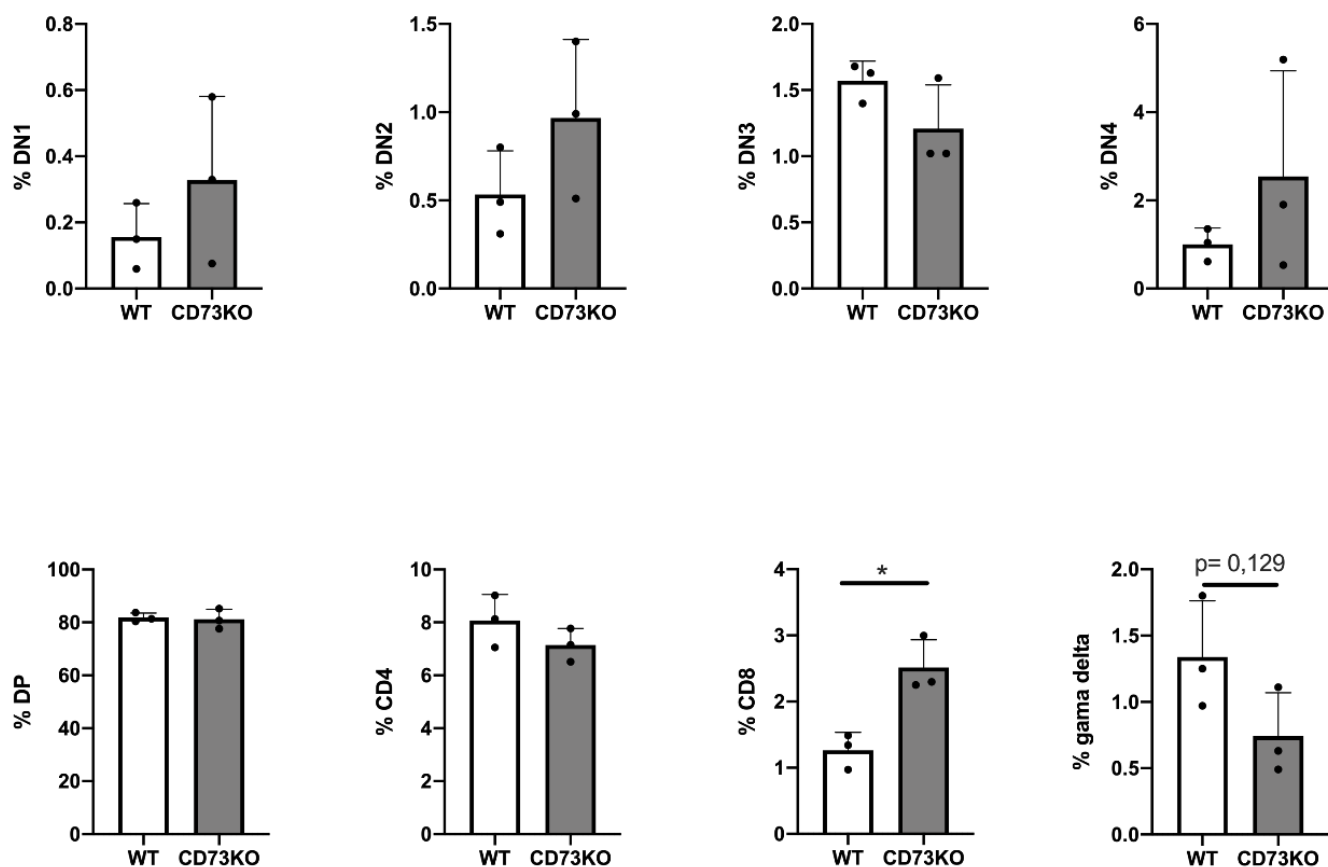 0.8
0.6
0.4
0.2
0.0
% DN1
WT CD73KO
1.5
1.0
0.5
0.0
% DN2
WT CD73KO
2.0
1.5
1.0
0.5
0.0
% DN3
WT CD73KO
6
4
2
0
% DN4
WT CD73KO
100
80
60
40
20
0
% DP
WT CD73KO
10
8
6
4
2
0
% CD4
WT CD73KO
*
4
3
2
1
0
% CD8
WT CD73KO
p= 0,129
2.0
1.5
1.0
0.5
0.0
% gama delta
WT CD73KO